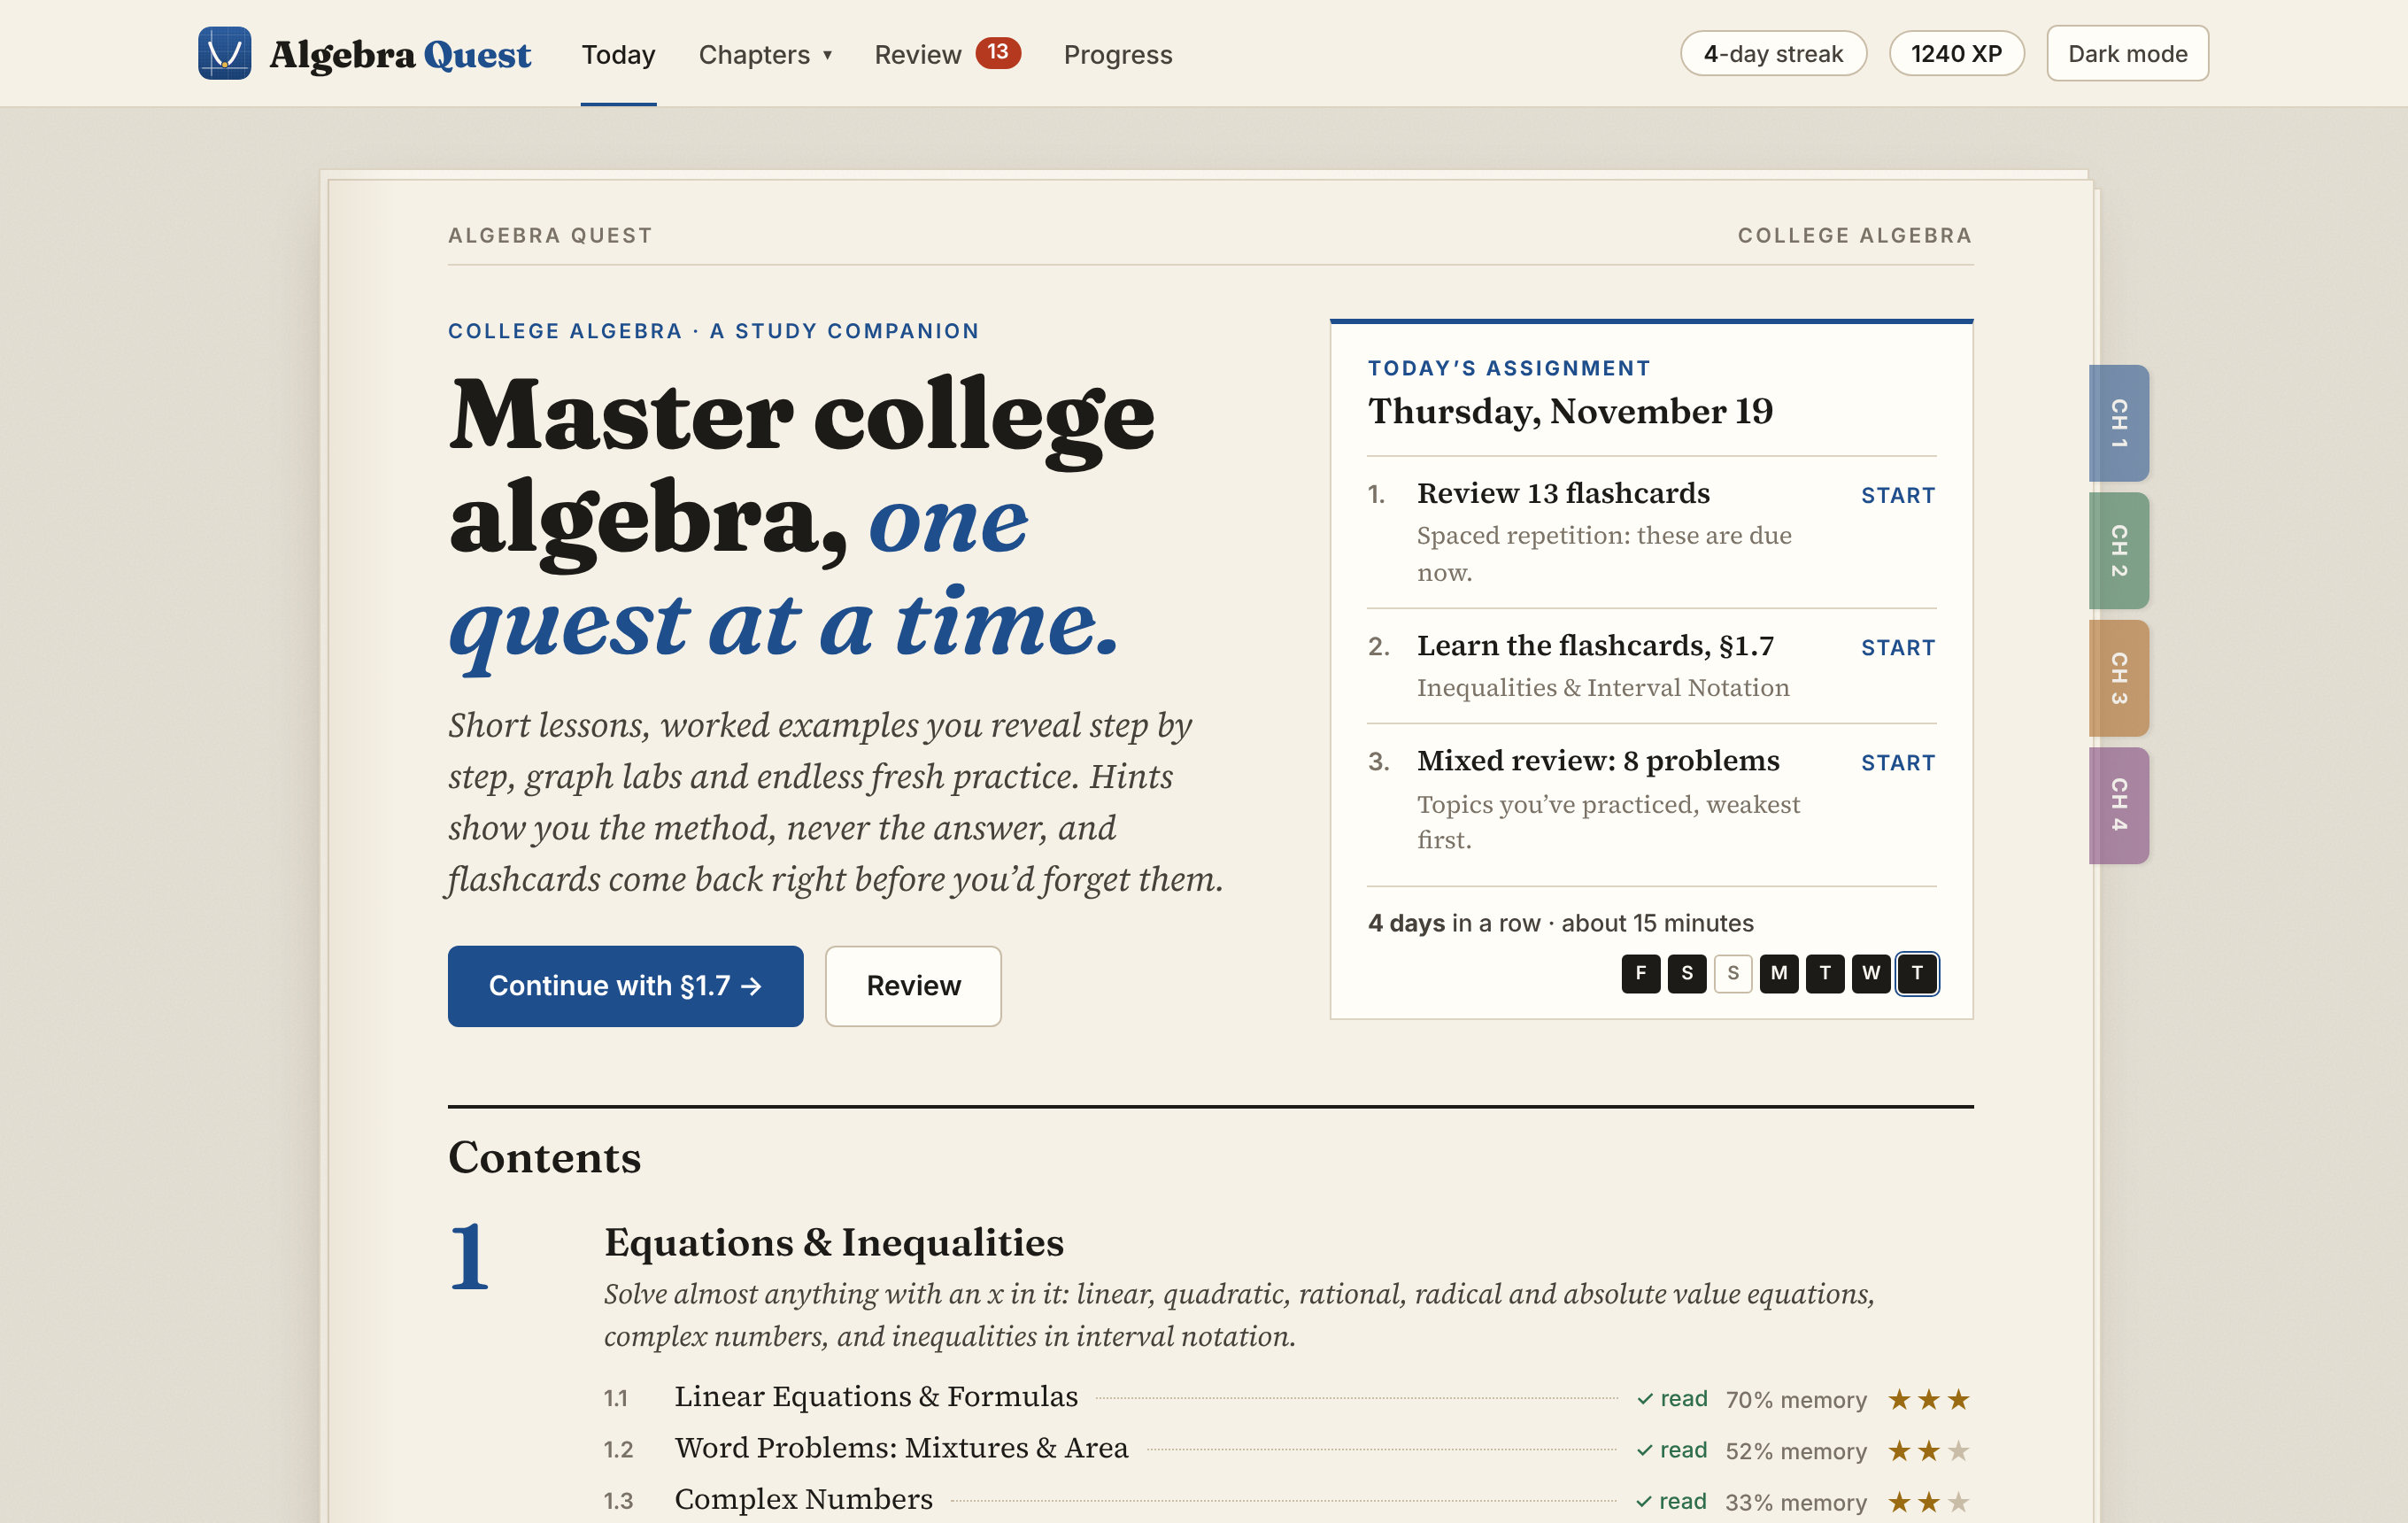 Algebra Quest
Today
Chapters ▾
Review 13
Progress
4-day streak
1240 XP
Dark mode
ALGEBRA QUEST
COLLEGE ALGEBRA
COLLEGE ALGEBRA · A STUDY COMPANION
Master college
algebra, one
quest at a time.
Short lessons, worked examples you reveal step by
step, graph labs and endless fresh practice. Hints
show you the method, never the answer, and
flashcards come back right before you’d forget them.
Continue with §1.7 →
Review
TODAY’S ASSIGNMENT
Thursday, November 19
1. Review 13 flashcards START
Spaced repetition: these are due
now.
2. Learn the flashcards, §1.7 START
Inequalities & Interval Notation
3. Mixed review: 8 problems START
Topics you’ve practiced, weakest
first.
4 days in a row · about 15 minutes
F S S M T W T
CH 1
CH 2
CH 3
CH 4
Contents
1
Equations & Inequalities
Solve almost anything with an x in it: linear, quadratic, rational, radical and absolute value equations,
complex numbers, and inequalities in interval notation.
1.1 Linear Equations & Formulas ✓ read 70% memory ★★★
1.2 Word Problems: Mixtures & Area ✓ read 52% memory ★★★
1.3 Complex Numbers ✓ read 33% memory ★★★